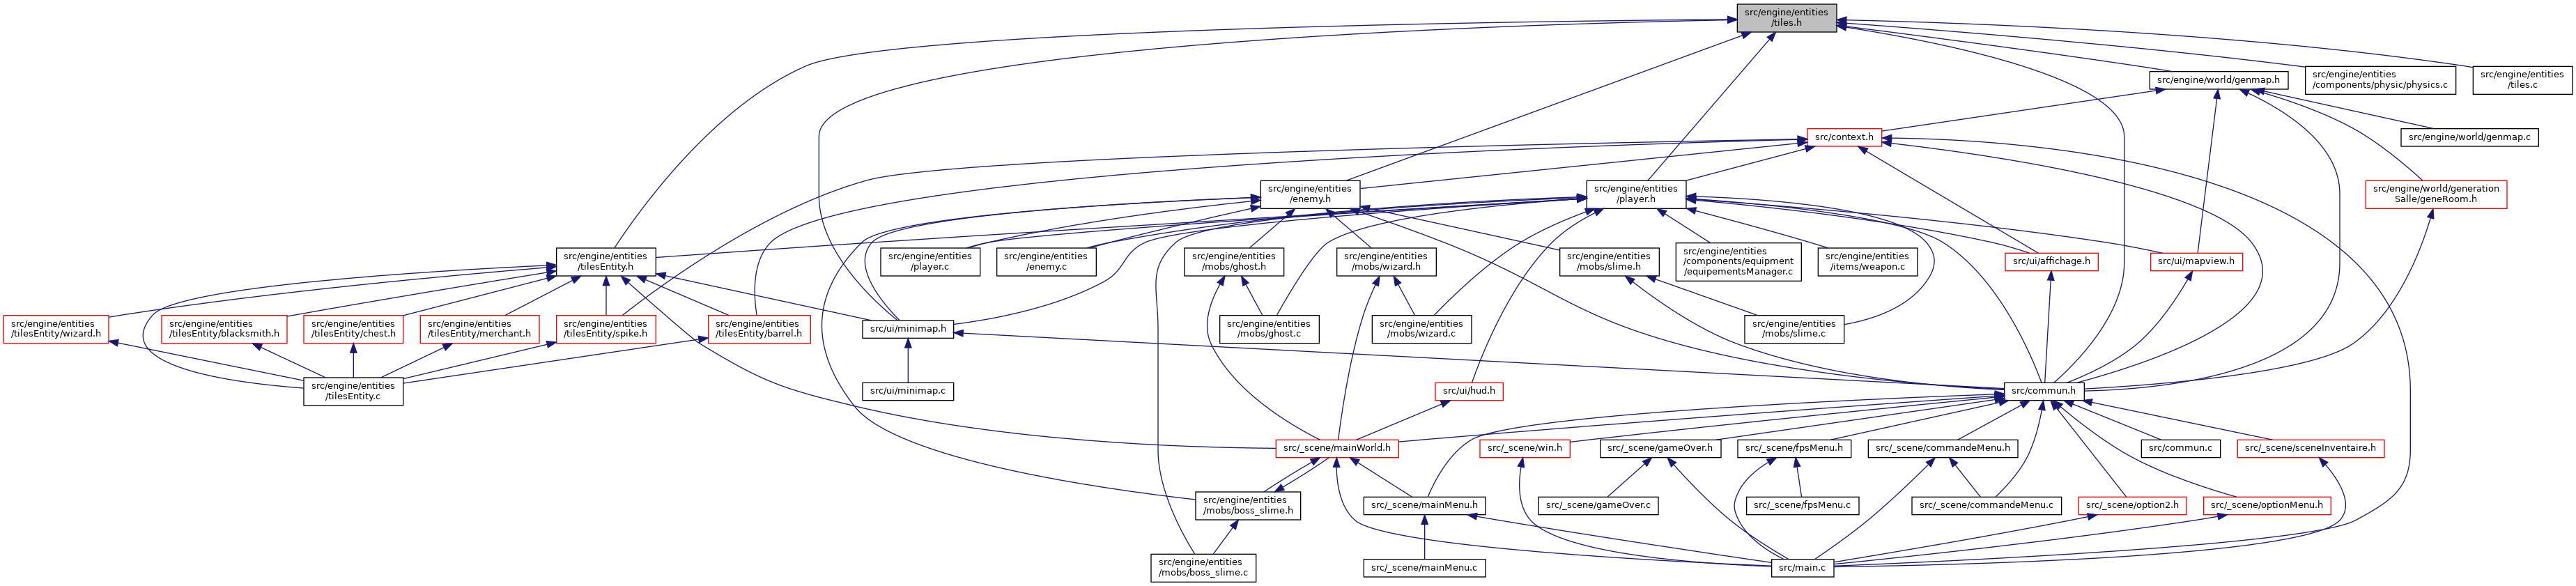 src/engine/entities
/tiles.h
src/engine/world/genmap.h
src/engine/entities
/components/physic/physics.c
src/engine/entities
/tiles.c
src/context.h
src/engine/world/genmap.c
src/engine/entities
/enemy.h
src/engine/entities
/player.h
src/engine/world/generation
Salle/geneRoom.h
src/engine/entities
/tilesEntity.h
src/engine/entities
/player.c
src/engine/entities
/enemy.c
src/engine/entities
/mobs/ghost.h
src/engine/entities
/mobs/wizard.h
src/engine/entities
/mobs/slime.h
src/engine/entities
/components/equipment
/equipementsManager.c
src/engine/entities
/items/weapon.c
src/ui/affichage.h
src/ui/mapview.h
src/engine/entities
/tilesEntity/wizard.h
src/engine/entities
/tilesEntity/blacksmith.h
src/engine/entities
/tilesEntity/chest.h
src/engine/entities
/tilesEntity/merchant.h
src/engine/entities
/tilesEntity/spike.h
src/engine/entities
/tilesEntity/barrel.h
src/ui/minimap.h
src/engine/entities
/mobs/ghost.c
src/engine/entities
/mobs/wizard.c
src/engine/entities
/mobs/slime.c
src/engine/entities
/tilesEntity.c
src/ui/minimap.c
src/ui/hud.h
src/commun.h
src/_scene/mainWorld.h
src/_scene/win.h
src/_scene/gameOver.h
src/_scene/fpsMenu.h
src/_scene/commandeMenu.h
src/commun.c
src/_scene/sceneInventaire.h
src/engine/entities
/mobs/boss_slime.h
src/_scene/mainMenu.h
src/_scene/gameOver.c
src/_scene/fpsMenu.c
src/_scene/commandeMenu.c
src/_scene/option2.h
src/_scene/optionMenu.h
src/engine/entities
/mobs/boss_slime.c
src/_scene/mainMenu.c
src/main.c